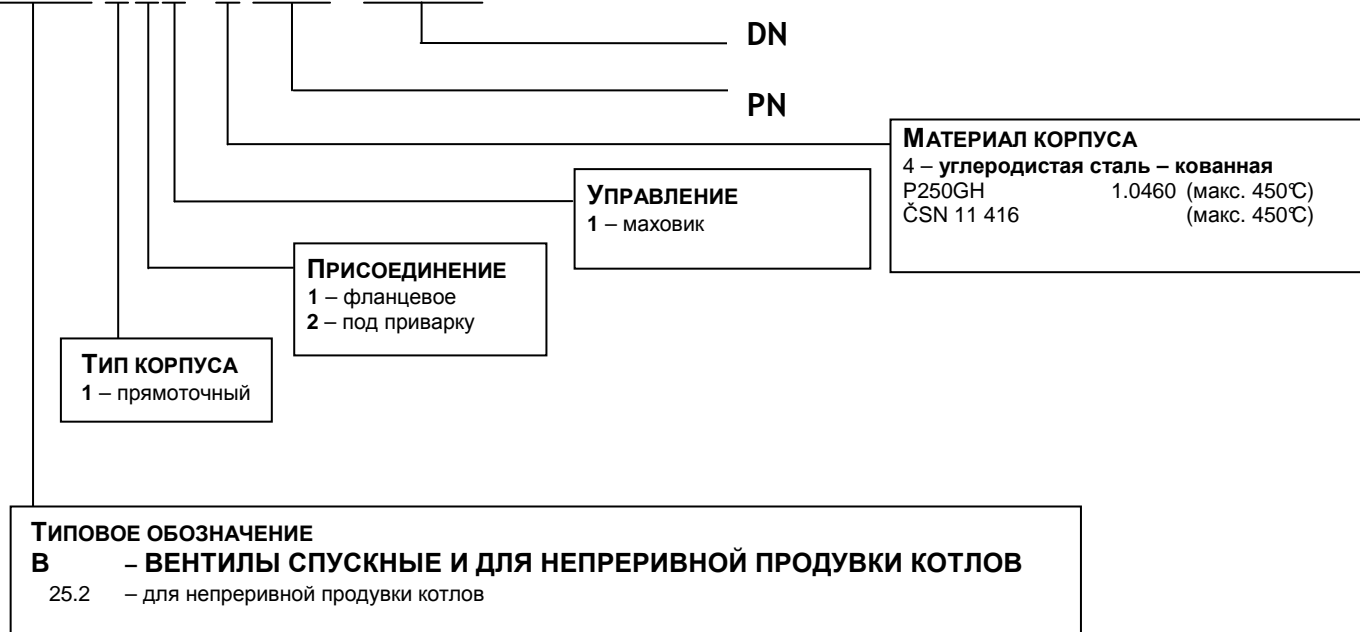 DN
PN
МАТЕРИАЛ КОРПУСА
4 – углеродистая сталь – кованная
P250GH 1.0460 (макс. 450°C)
ČSN 11 416 (макс. 450°C)
УПРАВЛЕНИЕ
1 – маховик
ПРИСОЕДИНЕНИЕ
1 – фланцевое
2 – под приварку
ТИП КОРПУСА
1 – прямоточный
ТИПОВОЕ ОБОЗНАЧЕНИЕ
В – ВЕНТИЛЫ СПУСКНЫЕ И ДЛЯ НЕПРЕРИВНОЙ ПРОДУВКИ КОТЛОВ
25.2 – для непреривной продувки котлов